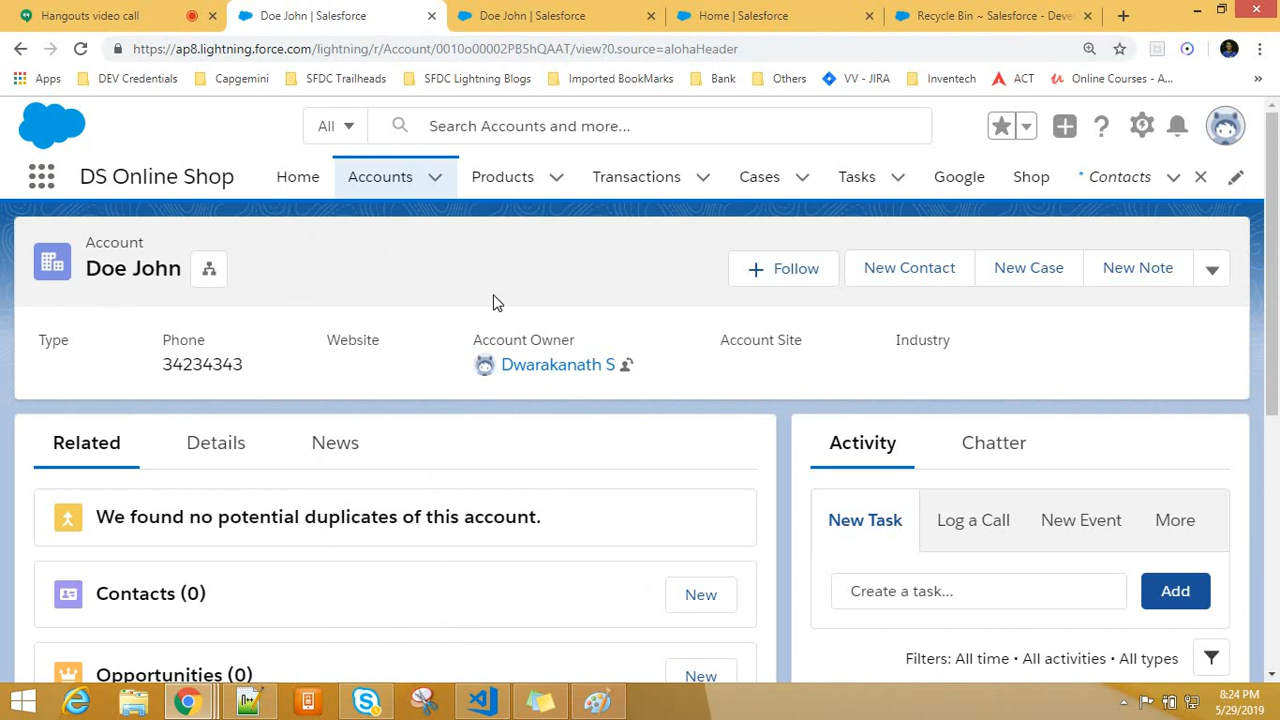 Hangouts video call
Doe John | Salesforce
Doe John | Salesforce
Home | Salesforce
Recycle Bin ~ Salesforce - Deve
https://ap8.lightning.force.com/lightning/r/Account/0010o00002PB5hQAAT/view?0.source=alohaHeader
Apps DEV Credentials Capgemini SFDC Trailheads SFDC Lightning Blogs Imported BookMarks Bank Others VV - JIRA Inventech ACT Online Courses - A...
All Search Accounts and more...
DS Online Shop Home Accounts Products Transactions Cases Tasks Google Shop * Contacts
Account
Doe John
Follow New Contact New Case New Note
Type Phone Website Account Owner Account Site Industry
34234343 Dwarakanath S
Related Details News
Activity Chatter
We found no potential duplicates of this account.
New Task Log a Call New Event More
Contacts (0) New
Create a task... Add
Opportunities (0) New
Filters: All time • All activities • All types
8:24 PM
5/29/2019